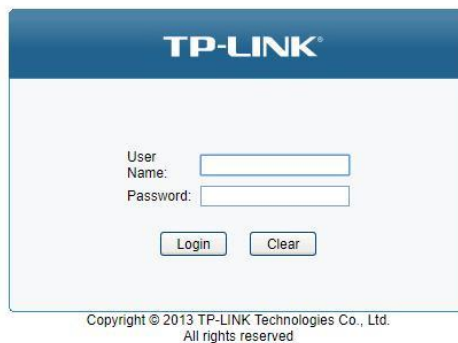 TP-LINK®
User
Name:
Password:
Login Clear
Copyright © 2013 TP-LINK Technologies Co., Ltd.
All rights reserved